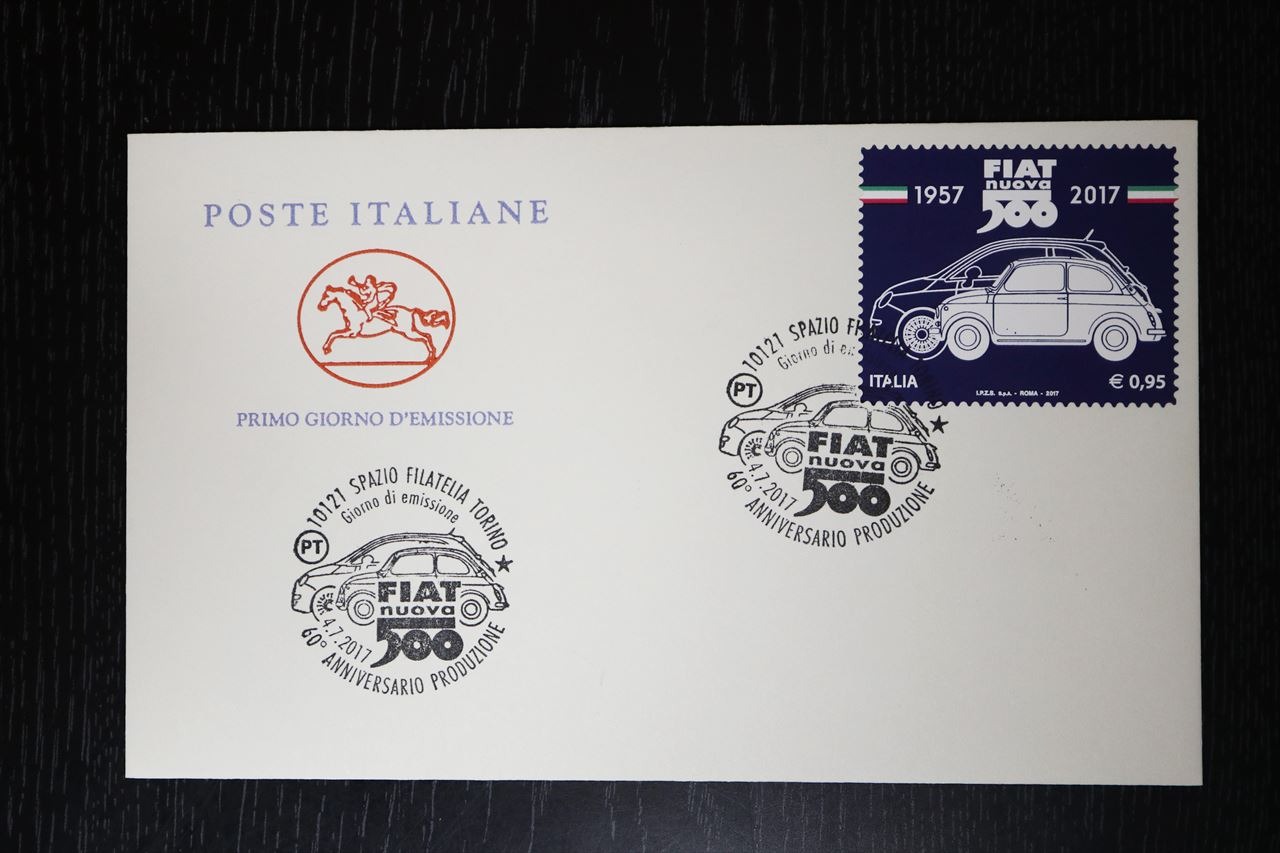 POSTE ITALIANE
PRIMO GIORNO D'EMISSIONE
10121 SPAZIO FILATELIA TORINO
Giorno di emissione
PT
FIAT
nuova
500
4.7.2017
60° ANNIVERSARIO PRODUZIONE
FIAT
nuova
500
1957 2017
ITALIA
€ 0,95
I.P.Z.S. S.p.A. - ROMA - 2017
10121 SPAZIO
Giorno di
PT
FIAT
nuova
500
4.7.2017
60° ANNIVERSARIO PRODUZIONE